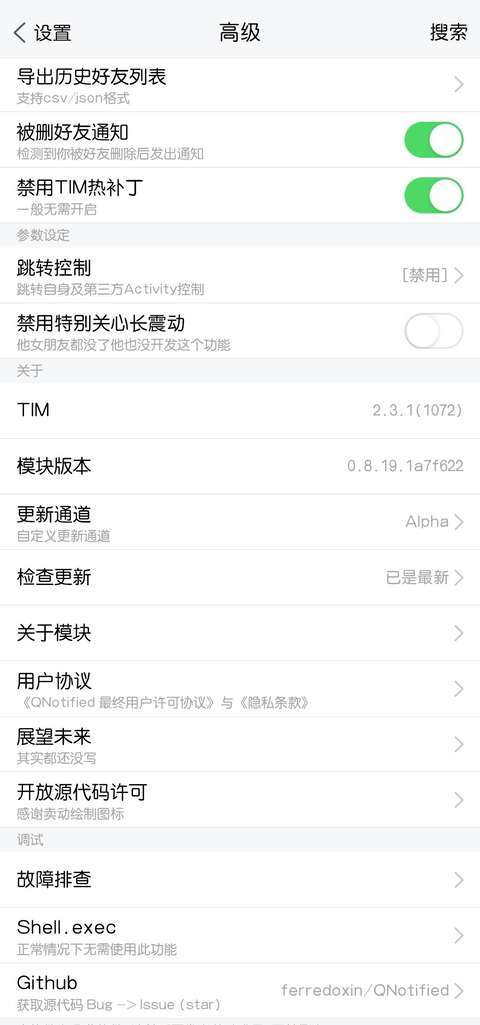 设置 高级 搜索
导出历史好友列表
支持csv/json格式
被删好友通知
检测到你被好友删除后发出通知
禁用TIM热补丁
一般无需开启
参数设定
跳转控制 [禁用]
跳转自身及第三方Activity控制
禁用特别关心长震动
他女朋友都没了他也没开发这个功能
关于
TIM 2.3.1(1072)
模块版本 0.8.19.1a7f622
更新通道 Alpha
自定义更新通道
检查更新 已是最新
关于模块
用户协议
《QNotified 最终用户许可协议》与《隐私条款》
展望未来
其实都还没写
开放源代码许可
感谢卖动绘制图标
调试
故障排查
Shell.exec
正常情况下无需使用此功能
Github ferredoxin/QNotified
获取源代码 Bug -> Issue (star)